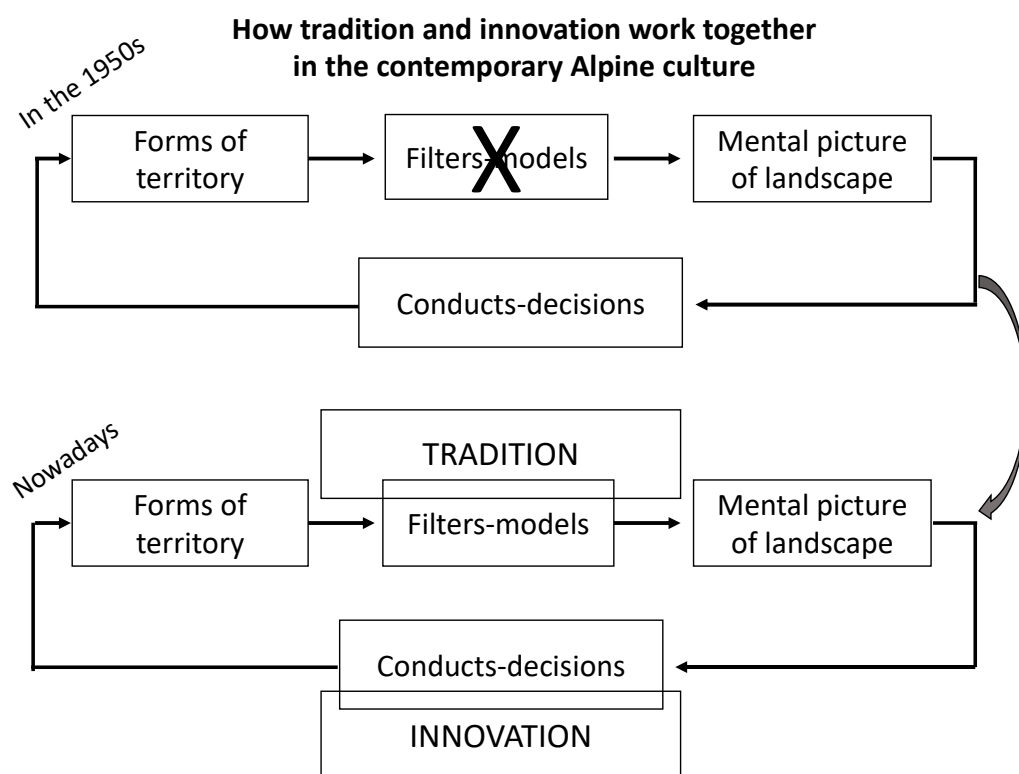 How tradition and innovation work together
in the contemporary Alpine culture
In the 1950s
Forms of
territory
Filters-models
X
Mental picture
of landscape
Conducts-decisions
Nowadays
TRADITION
Forms of
territory
Filters-models
Mental picture
of landscape
Conducts-decisions
INNOVATION